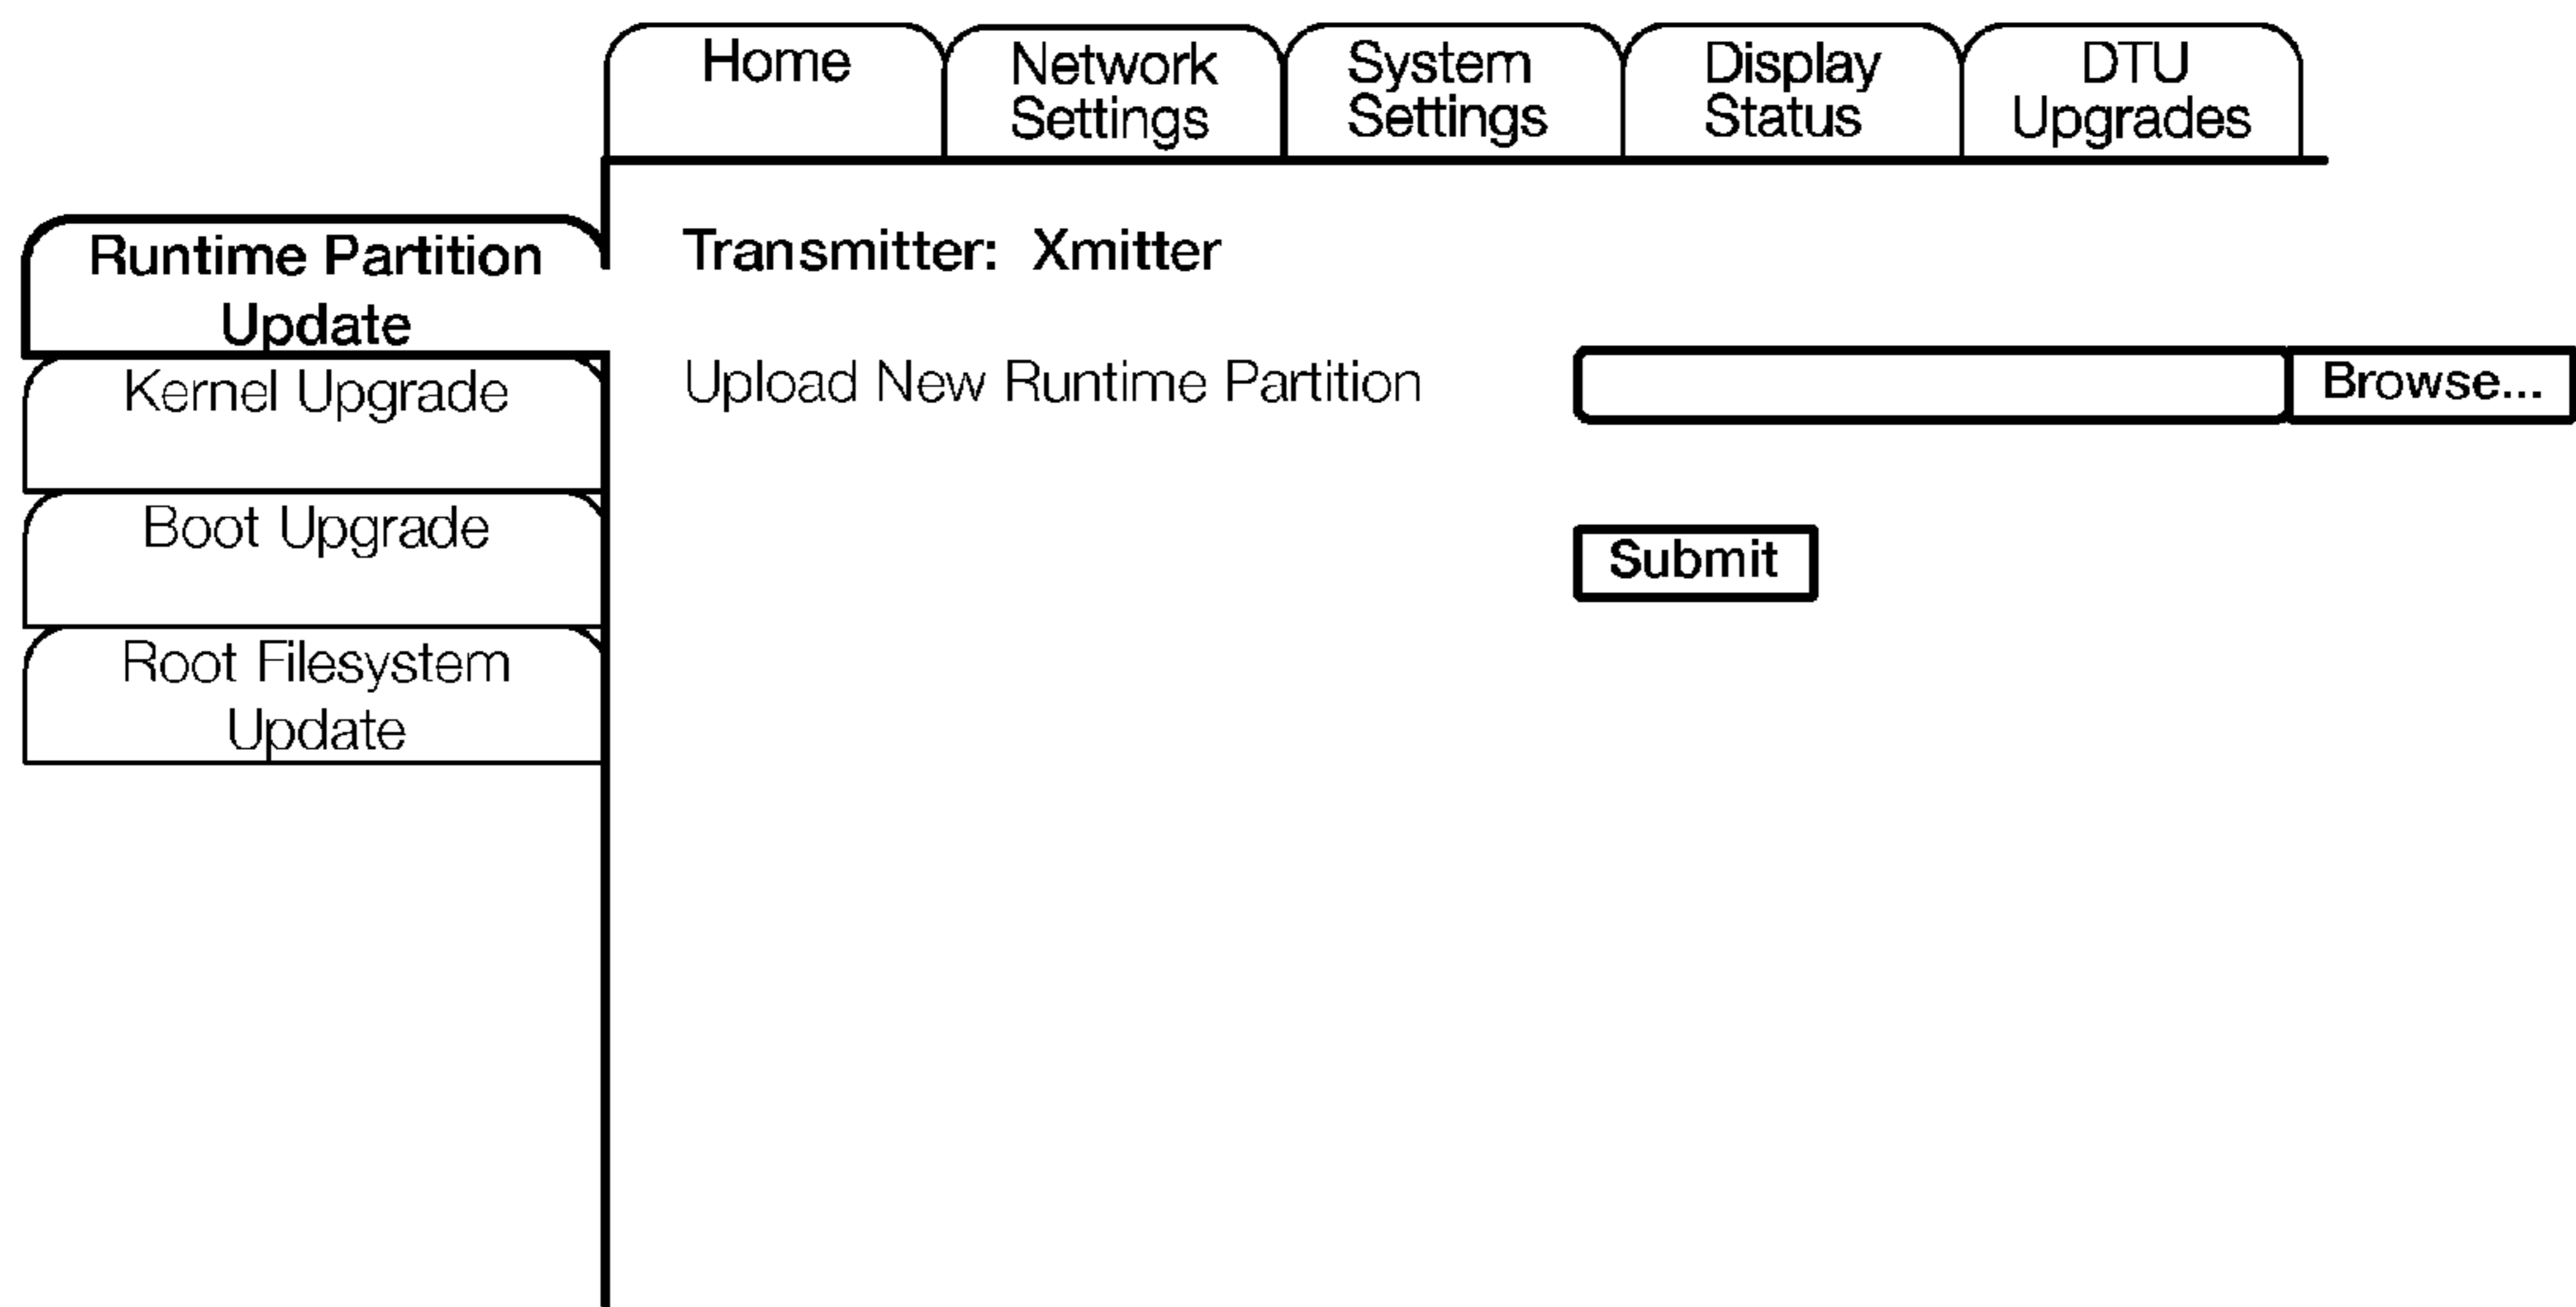 Home
Network
Settings
System
Settings
Display
Status
DTU
Upgrades
Runtime Partition
Update
Kernel Upgrade
Boot Upgrade
Root Filesystem
Update
Transmitter: Xmitter
Upload New Runtime Partition
Browse...
Submit